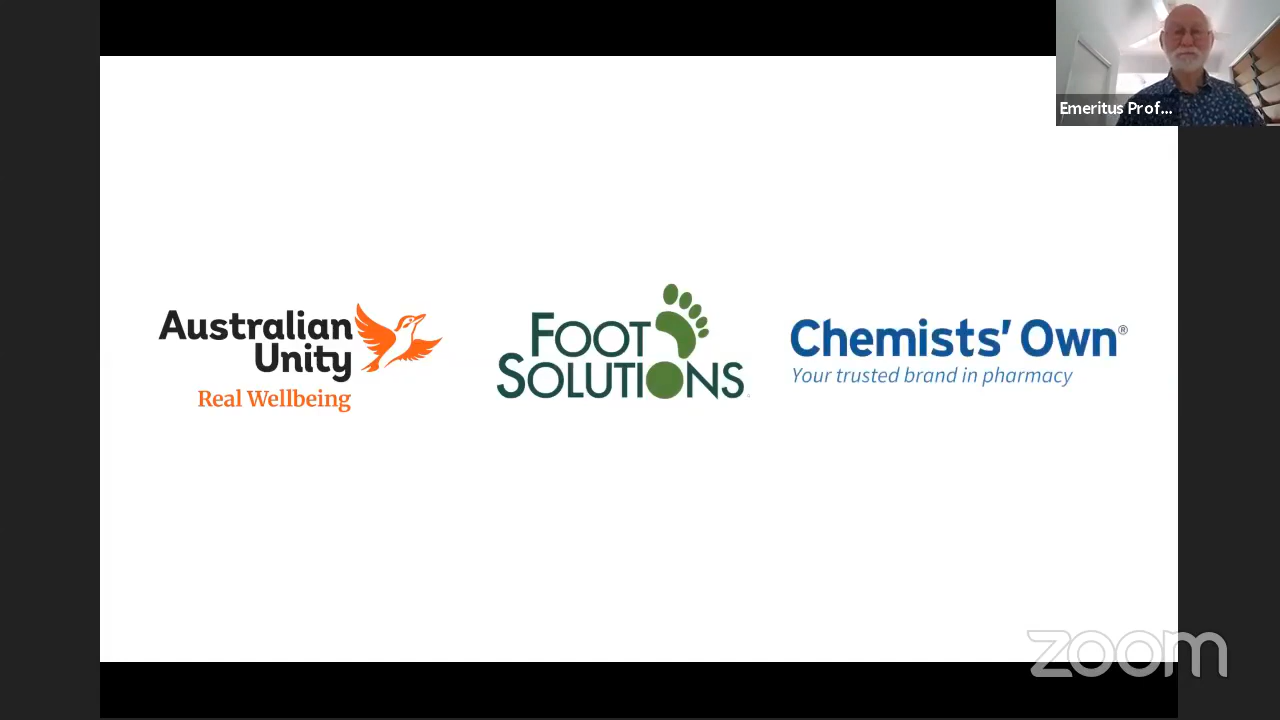 Emeritus Prof...
Australian
Unity
Real Wellbeing
FOOT
SOLUTIONS
Chemists' Own®
Your trusted brand in pharmacy
zoom